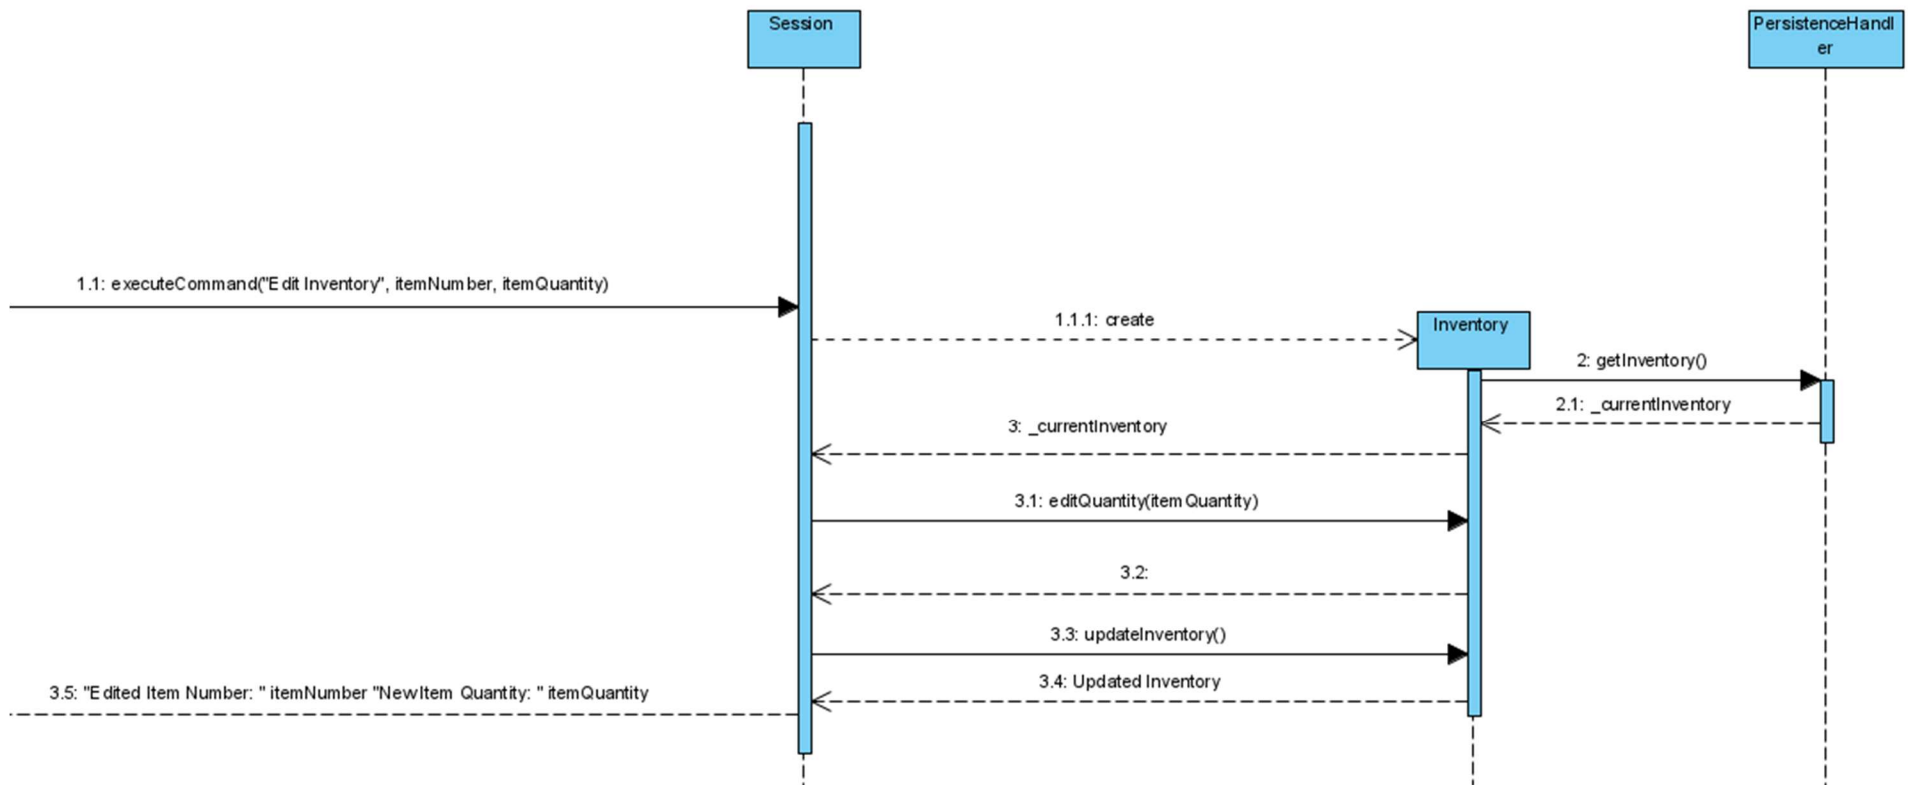 Session
PersistenceHandl
er
1.1: executeCommand("Edit Inventory", itemNumber, itemQuantity)
1.1.1: create
Inventory
2: getInventory()
2.1: _currentInventory
3: _currentInventory
3.1: editQuantity(itemQuantity)
3.2:
3.3: updateInventory()
3.4: Updated Inventory
3.5: "Edited Item Number: " itemNumber "NewItem Quantity: " itemQuantity